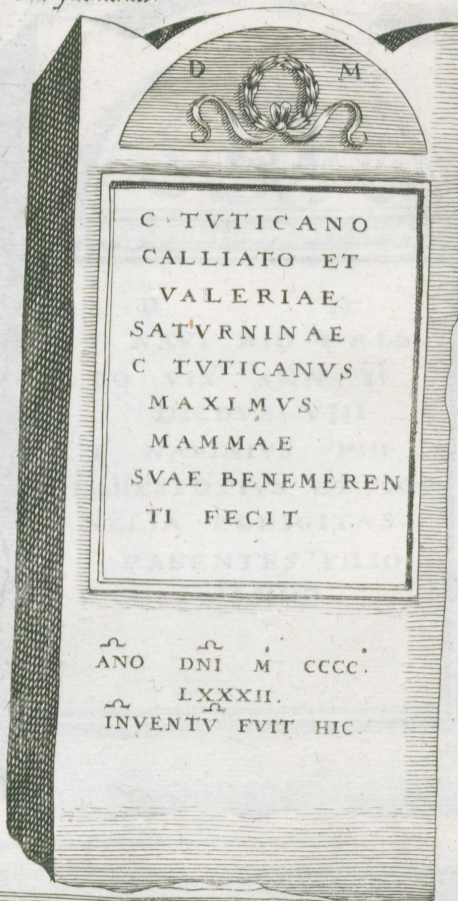 D M
C · TVTICANO
CALLIATO ET
VALERIAE
SATVRNINAE
C TVTICANVS
MAXIMVS
MAMMAE
SVAE BENEMEREN
TI FECIT
ANO DNI M CCCC.
LXXXII.
INVENTV FVIT HIC.